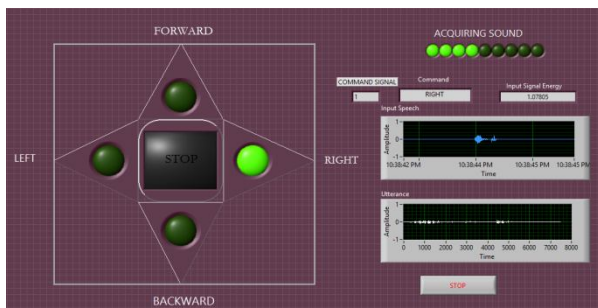 FORWARD
LEFT
STOP
RIGHT
BACKWARD
ACQUIRING SOUND
COMMAND SIGNAL
1
Command
RIGHT
Input Signal Energy
1.07805
Input Speech
Amplitude
1
0
-1
10:38:42 PM
10:38:44 PM
10:38:45 PM
10:38:45 PM
Time
Utterance
Amplitude
1
0
-1
0
1000
2000
3000
4000
5000
6000
7000
8000
Time
STOP